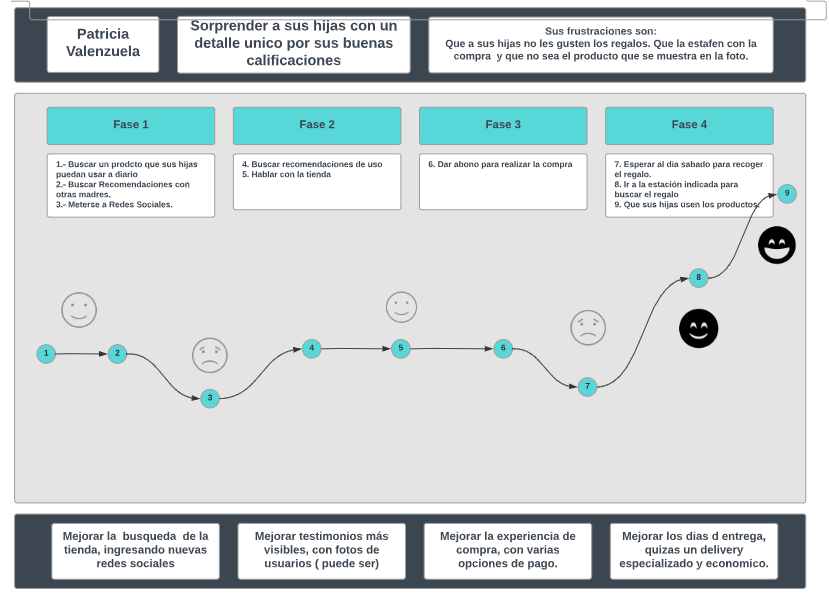 Patricia
Valenzuela
Sorprender a sus hijas con un
detalle unico por sus buenas
calificaciones
Sus frustraciones son:
Que a sus hijas no les gusten los regalos. Que la estafen con la
compra y que no sea el producto que se muestra en la foto.
Fase 1
Fase 2
Fase 3
Fase 4
1.- Buscar un prodcto que sus hijas
puedan usar a diario
2.- Buscar Recomendaciones con
otras madres.
3.- Meterse a Redes Sociales.
4. Buscar recomendaciones de uso
5. Hablar con la tienda
6. Dar abono para realizar la compra
7. Esperar al dia sabado para recoger
el regalo.
8. Ir a la estación indicada para
buscar el regalo
9. Que sus hijas usen los productos.
9
8
1
2
3
4
5
6
7
Mejorar la busqueda de la
tienda, ingresando nuevas
redes sociales
Mejorar testimonios más
visibles, con fotos de
usuarios ( puede ser)
Mejorar la experiencia de
compra, con varias
opciones de pago.
Mejorar los dias d entrega,
quizas un delivery
especializado y economico.